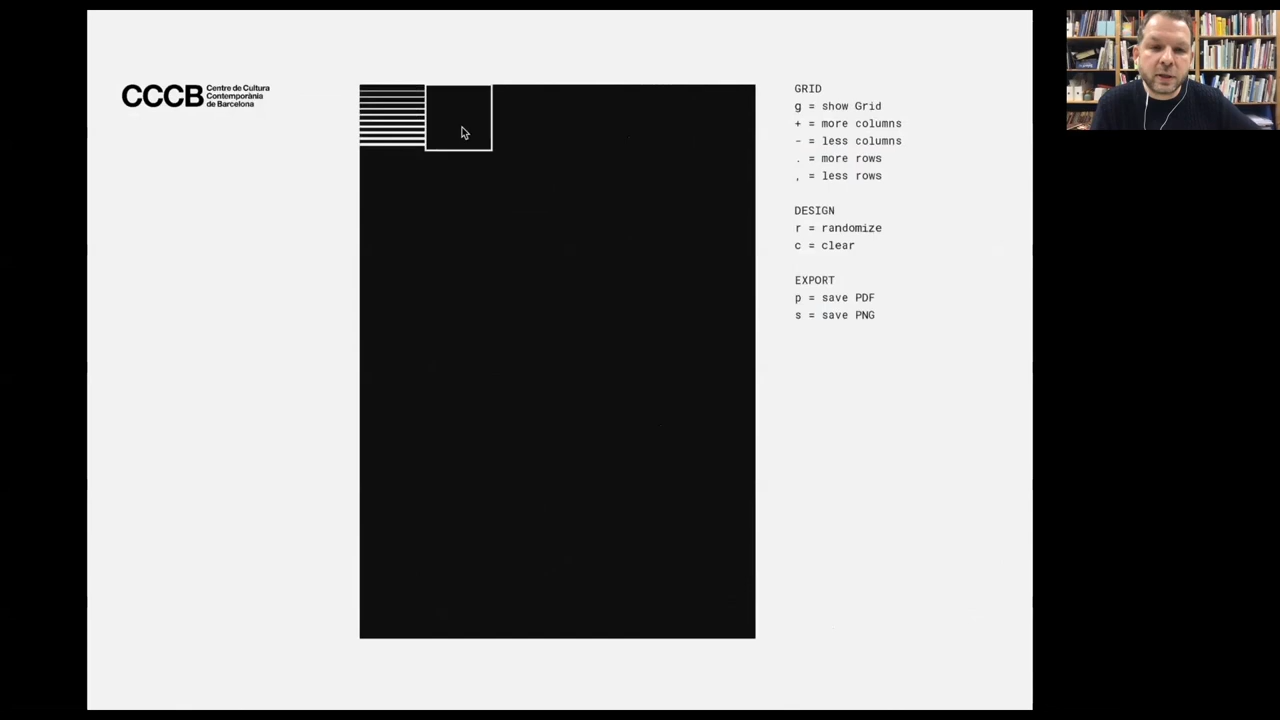 CCCB
Centre de Cultura
Contemporània
de Barcelona
GRID
g = show Grid
+ = more columns
- = less columns
. = more rows
, = less rows
DESIGN
r = randomize
c = clear
EXPORT
p = save PDF
s = save PNG